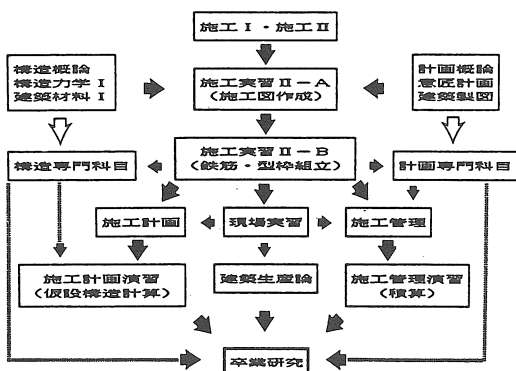 施工Ⅰ・施工Ⅱ
構造概論
構造力学Ⅰ
建築材料Ⅰ
施工実習Ⅱ－A
(施工図作成)
計画概論
意匠計画
建築製図
構造専門科目
施工実習Ⅱ－B
(鉄筋・型枠組立)
計画専門科目
施工計画
現場実習
施工管理
施工計画演習
(仮設構造計算)
建築生産論
施工管理演習
(積算)
卒業研究